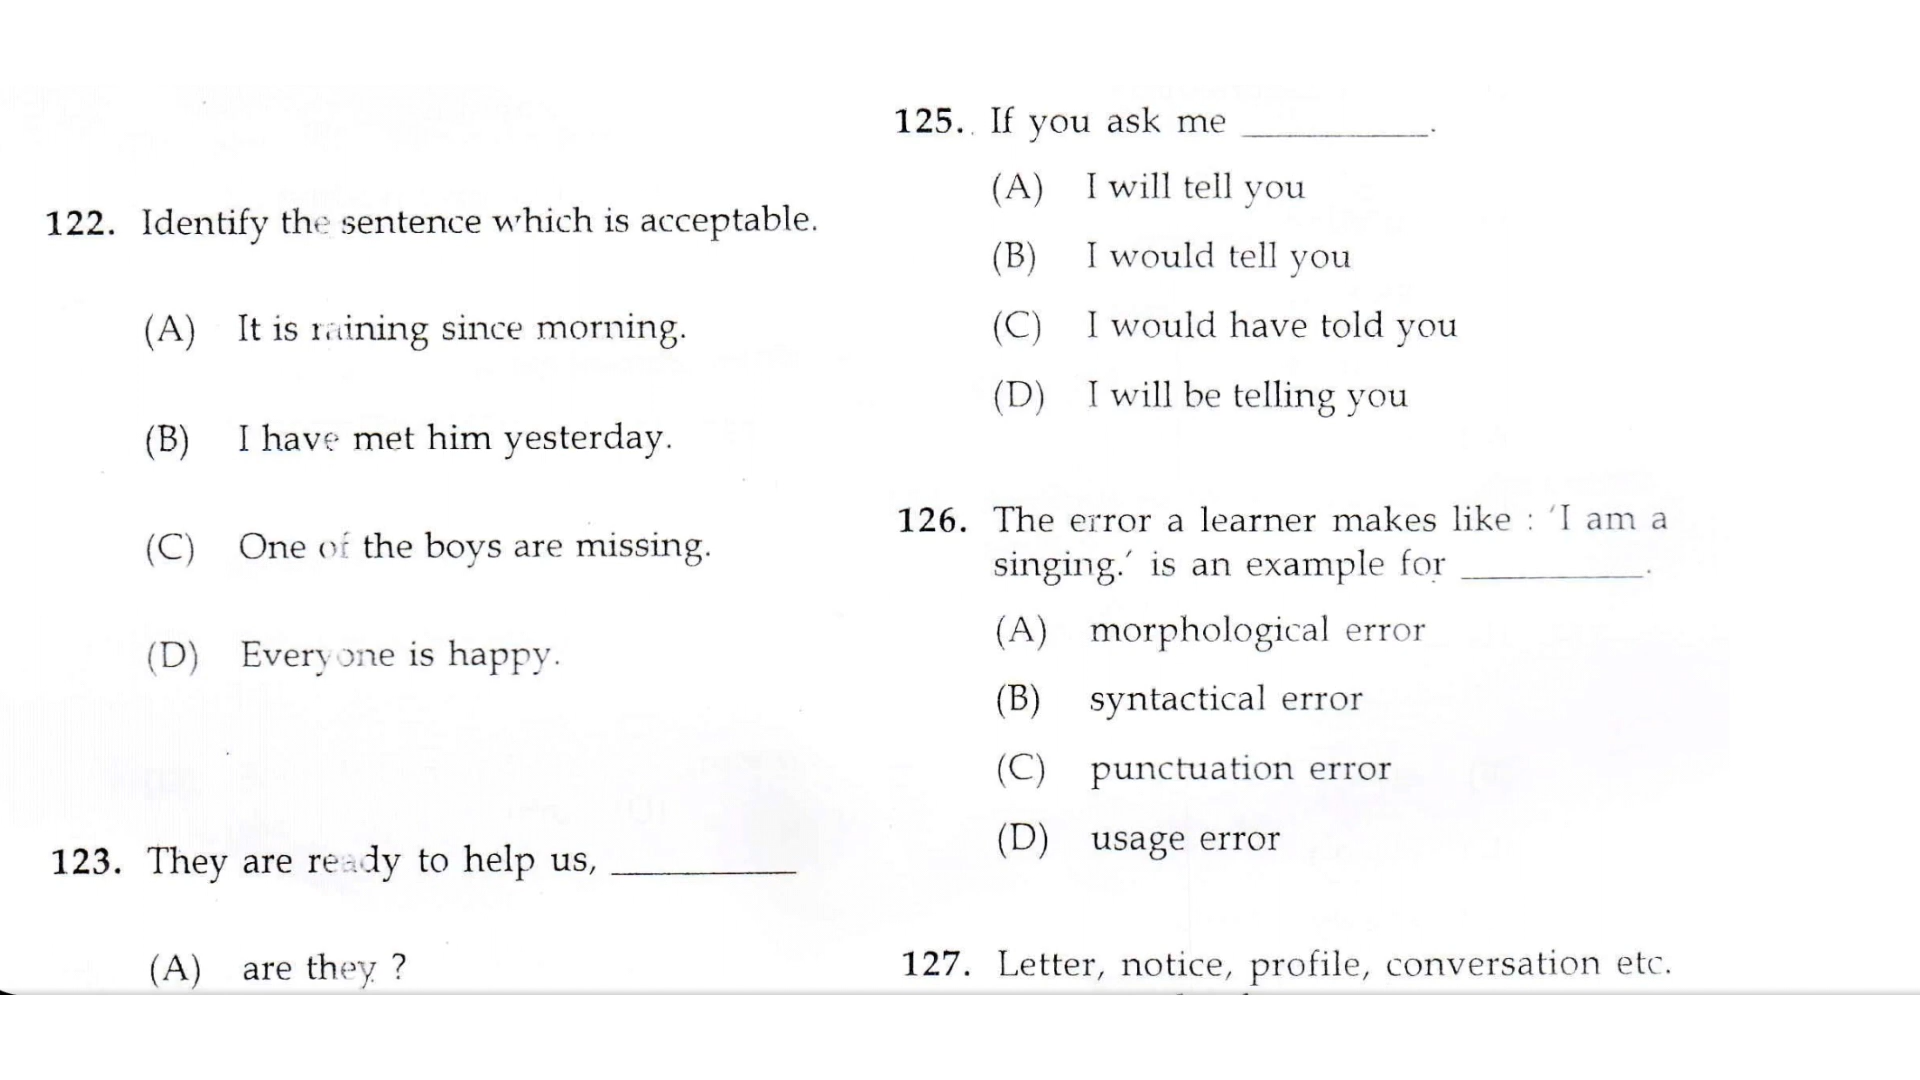 122. Identify the sentence which is acceptable.
(A) It is raining since morning.
(B) I have met him yesterday.
(C) One of the boys are missing.
(D) Everyone is happy.
123. They are ready to help us, __________
(A) are they ?
125. If you ask me __________.
(A) I will tell you
(B) I would tell you
(C) I would have told you
(D) I will be telling you
126. The error a learner makes like : 'I am a
singing.' is an example for __________.
(A) morphological error
(B) syntactical error
(C) punctuation error
(D) usage error
127. Letter, notice, profile, conversation etc.